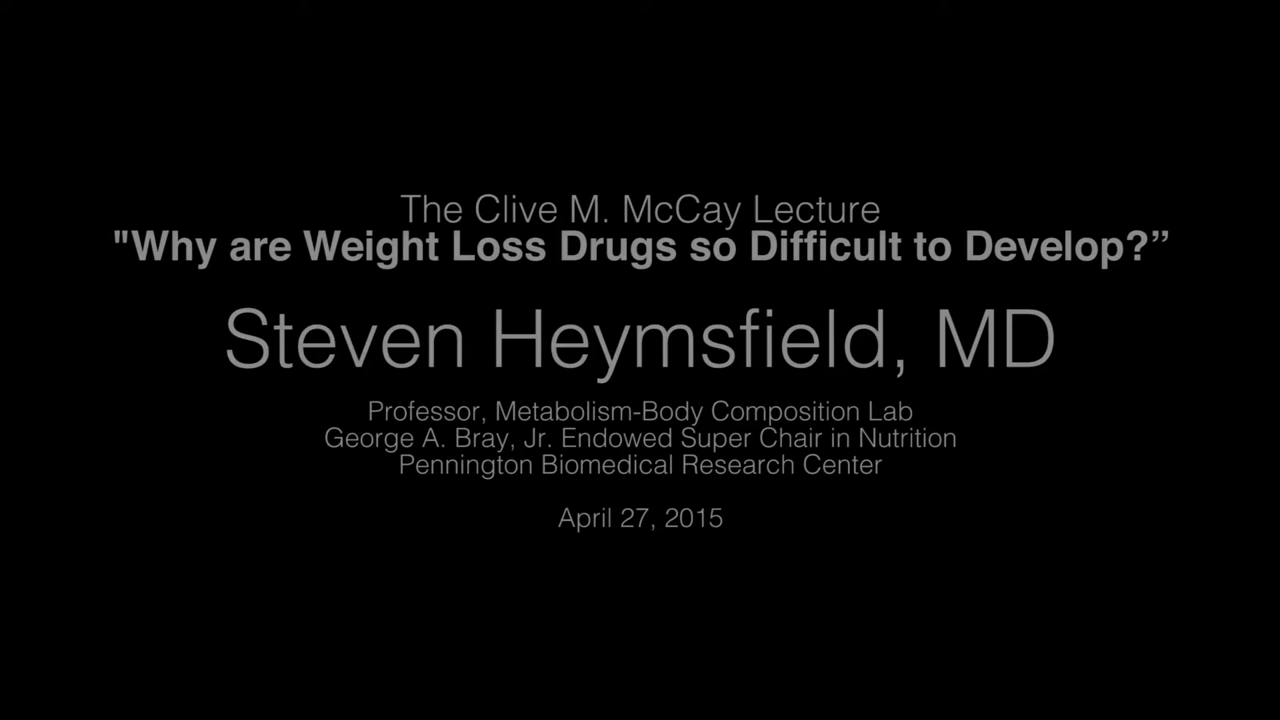 The Clive M. McCay Lecture
"Why are Weight Loss Drugs so Difficult to Develop?”
Steven Heymsfield, MD
Professor, Metabolism-Body Composition Lab
George A. Bray, Jr. Endowed Super Chair in Nutrition
Pennington Biomedical Research Center
April 27, 2015